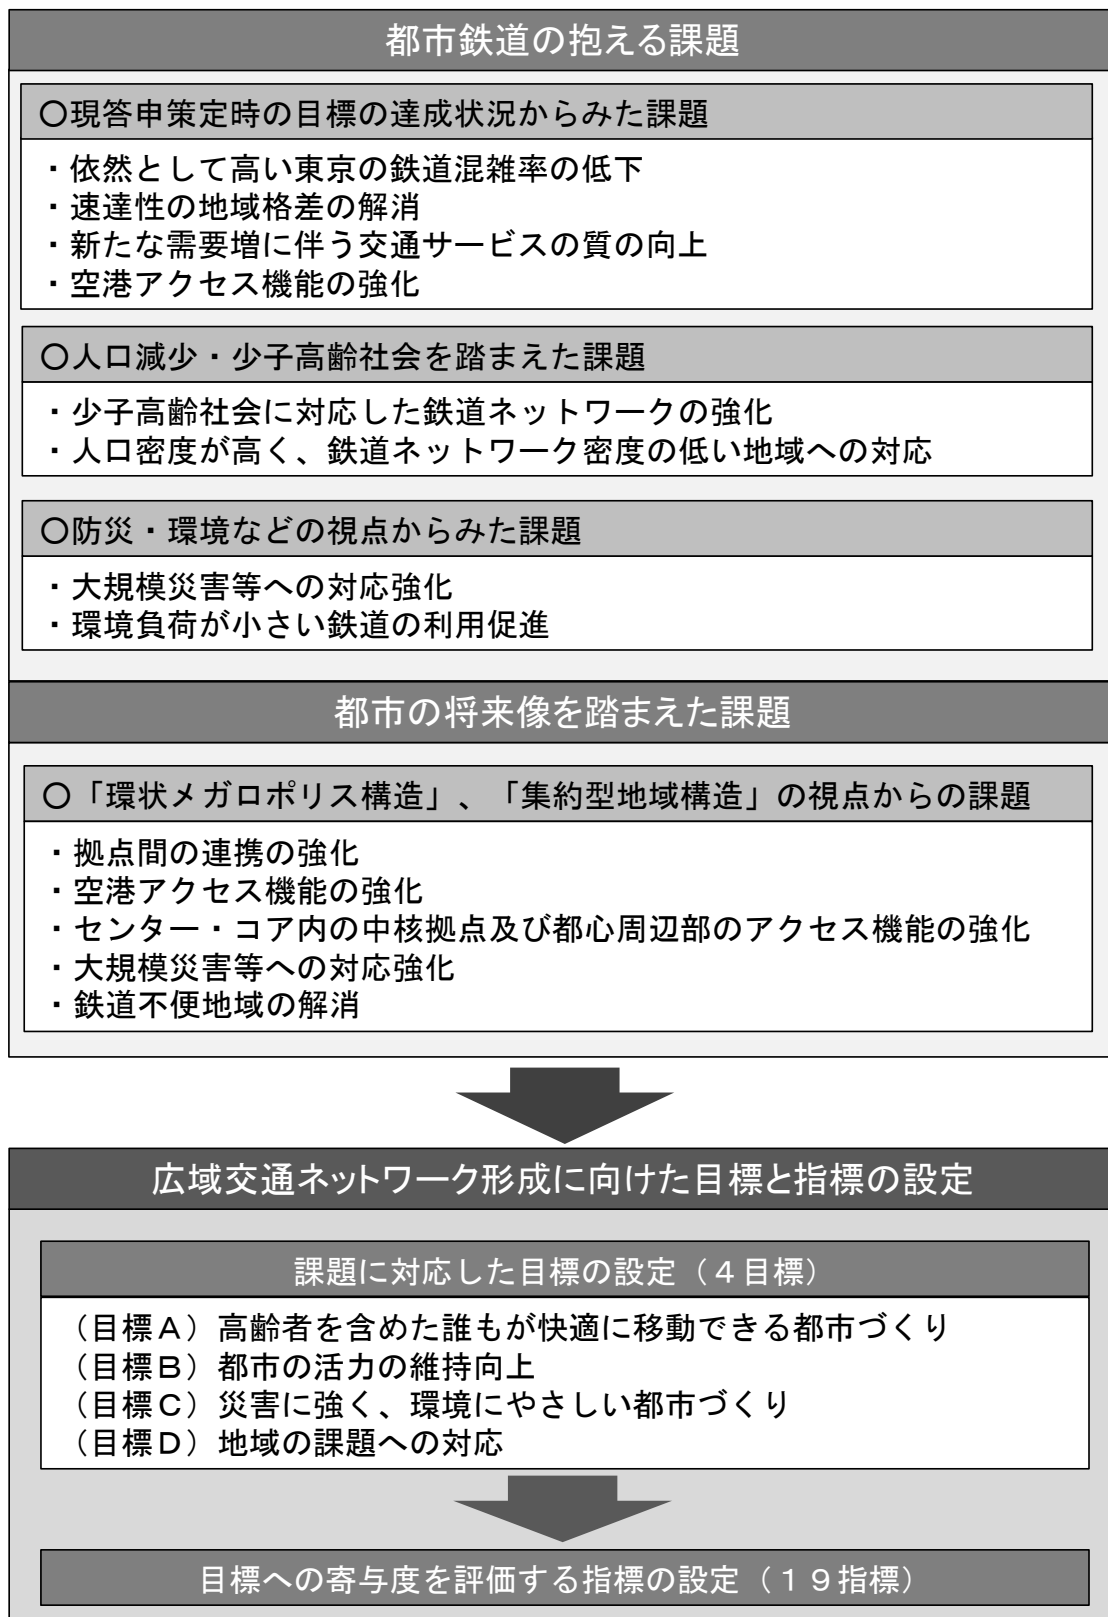 都市鉄道の抱える課題
〇現答申策定時の目標の達成状況からみた課題
・依然として高い東京の鉄道混雑率の低下
・速達性の地域格差の解消
・新たな需要増に伴う交通サービスの質の向上
・空港アクセス機能の強化
〇人口減少・少子高齢社会を踏まえた課題
・少子高齢社会に対応した鉄道ネットワークの強化
・人口密度が高く、鉄道ネットワーク密度の低い地域への対応
〇防災・環境などの視点からみた課題
・大規模災害等への対応強化
・環境負荷が小さい鉄道の利用促進
都市の将来像を踏まえた課題
〇「環状メガロポリス構造」、「集約型地域構造」の視点からの課題
・拠点間の連携の強化
・空港アクセス機能の強化
・センター・コア内の中核拠点及び都心周辺部のアクセス機能の強化
・大規模災害等への対応強化
・鉄道不便地域の解消
広域交通ネットワーク形成に向けた目標と指標の設定
課題に対応した目標の設定（４目標）
（目標Ａ）高齢者を含めた誰もが快適に移動できる都市づくり
（目標Ｂ）都市の活力の維持向上
（目標Ｃ）災害に強く、環境にやさしい都市づくり
（目標Ｄ）地域の課題への対応
目標への寄与度を評価する指標の設定（１９指標）